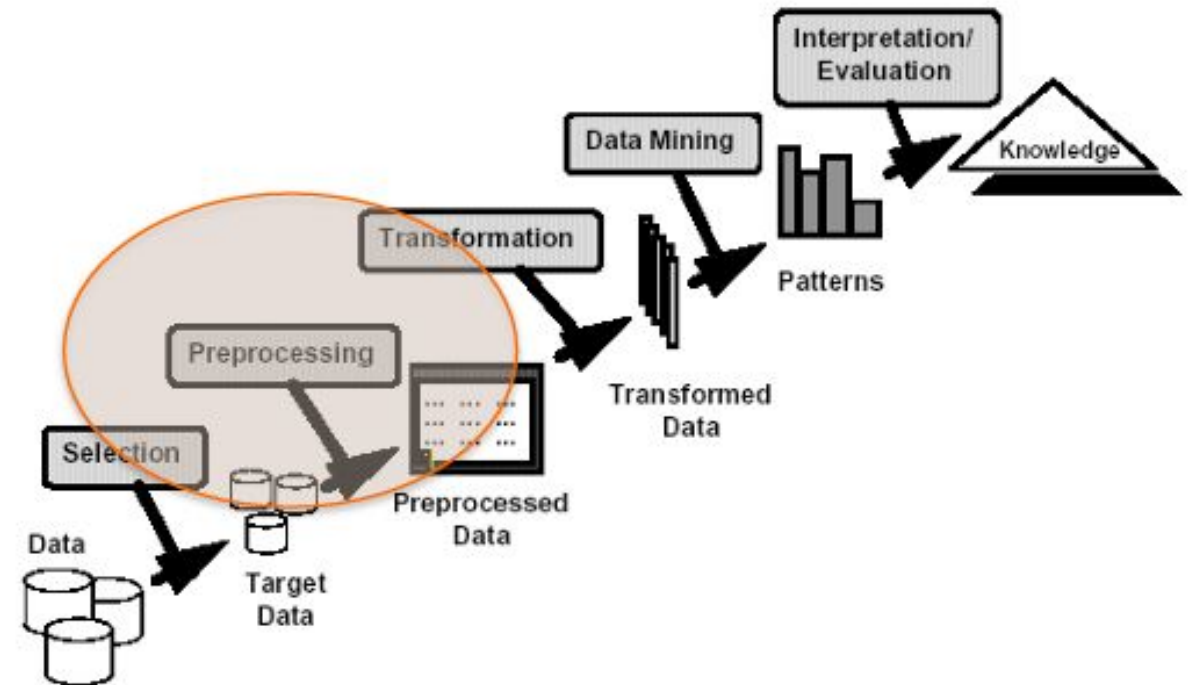 Interpretation/
Evaluation
Data Mining
Knowledge
Transformation
Patterns
Preprocessing
Transformed
Data
Selection
Preprocessed
Data
Data
Target
Data